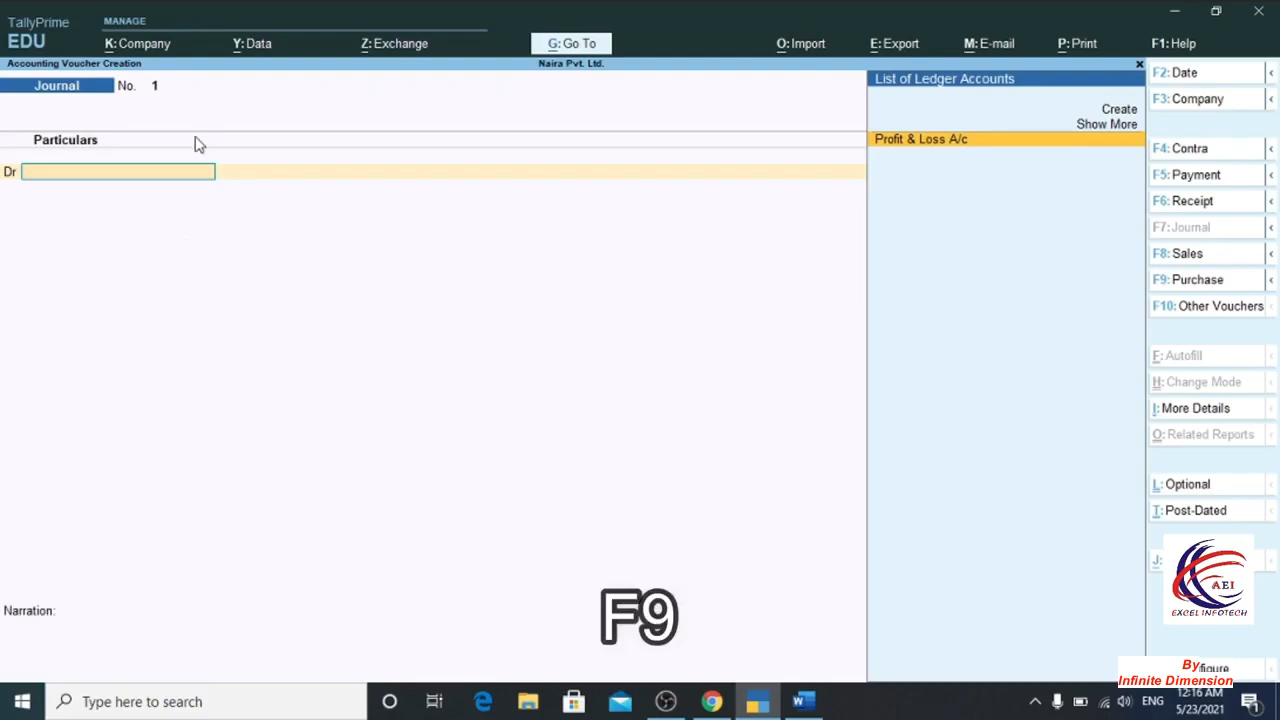 TallyPrime
EDU
MANAGE
K: Company
Y: Data
Z: Exchange
G: Go To
O: Import
E: Export
M: E-mail
P: Print
F1: Help
Accounting Voucher Creation
Naira Pvt. Ltd.
Journal No. 1
Particulars
Dr
Narration:
List of Ledger Accounts
Create
Show More
Profit & Loss A/c
F2: Date
F3: Company
F4: Contra
F5: Payment
F6: Receipt
F7: Journal
F8: Sales
F9: Purchase
F10: Other Vouchers
F: Autofill
H: Change Mode
I: More Details
O: Related Reports
L: Optional
T: Post-Dated
J:
AEI
EXCEL INFOTECH
F9
By
Infinite Dimension
Type here to search
ENG
12:16 AM
5/23/2021
1